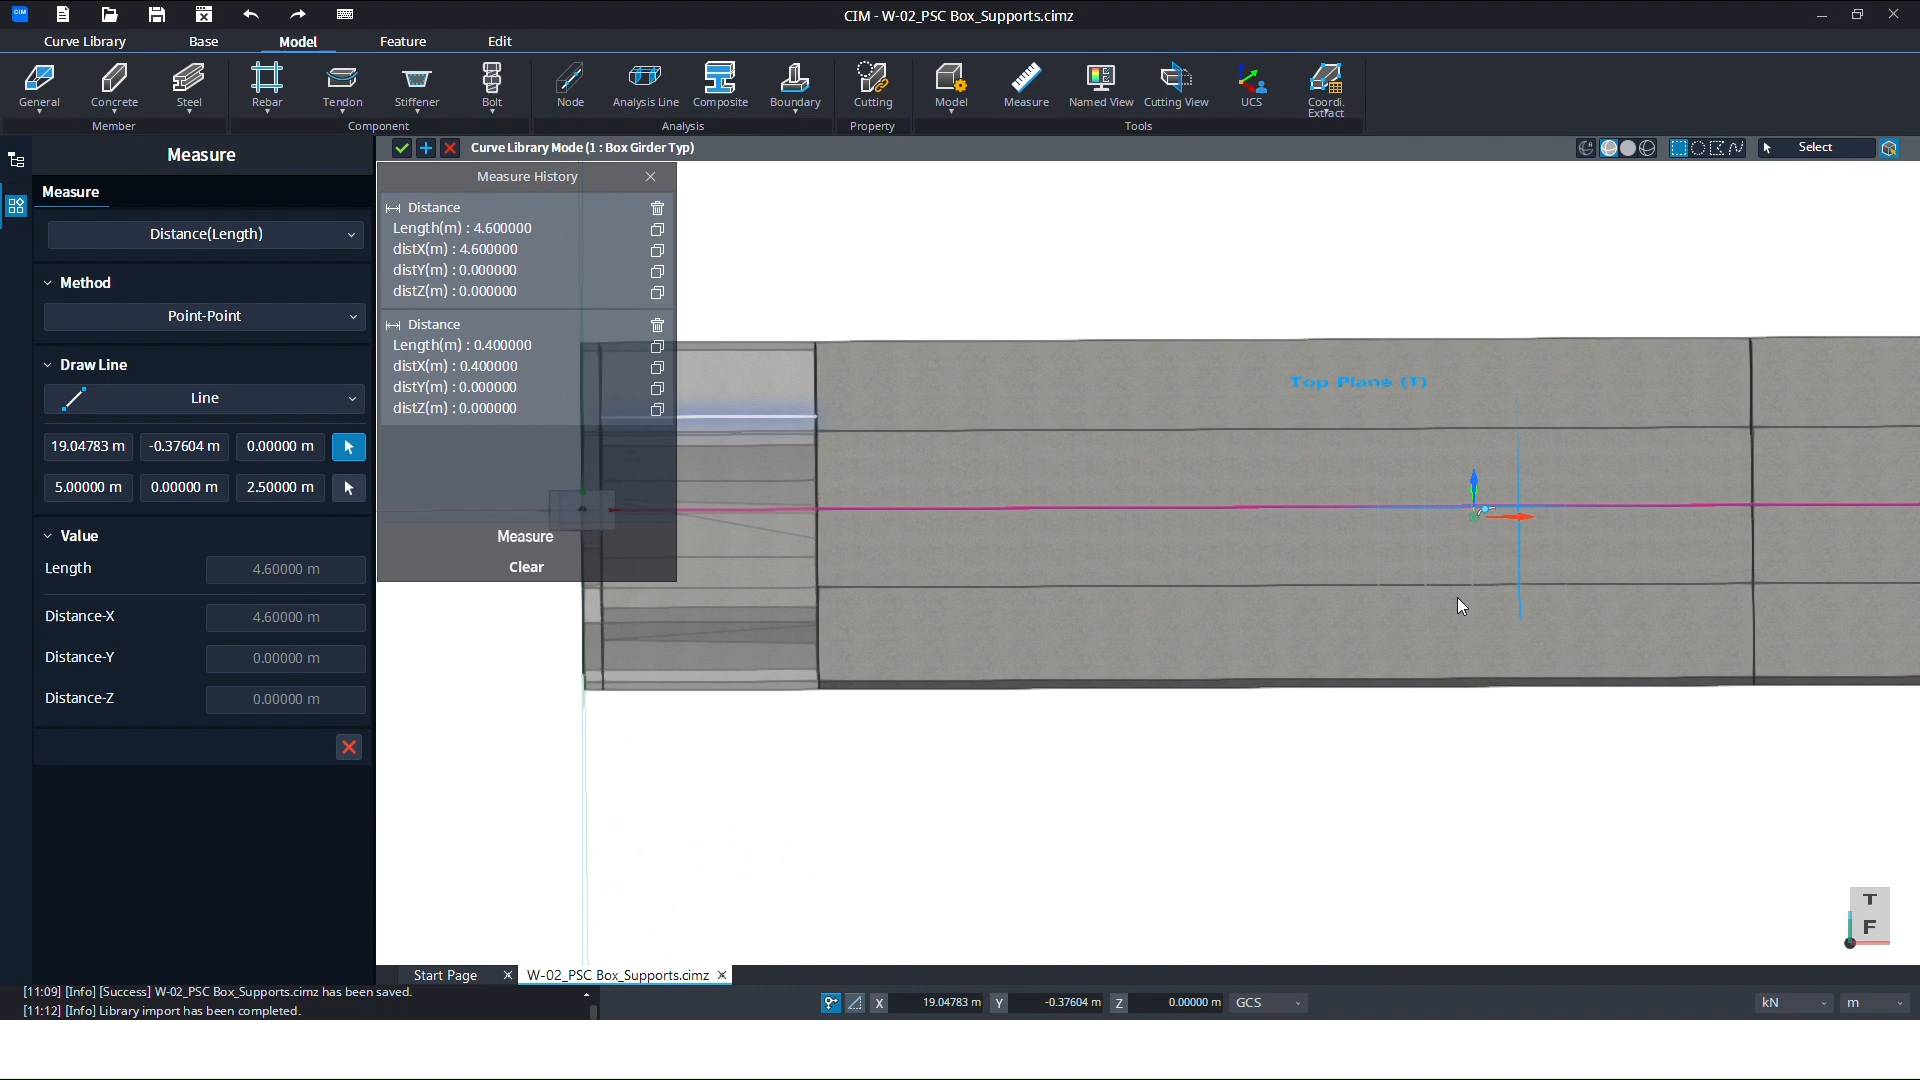 CIM
CIM - W-02_PSC Box_Supports.cimz
Curve Library Base Model Feature Edit
General Concrete Steel Rebar Tendon Stiffener Bolt Node Analysis Line Composite Boundary Cutting Model Measure Named View Cutting View UCS Coordi. Extract
Member Component Analysis Property Tools
Measure
Curve Library Mode (1 : Box Girder Typ)
Select
Measure
Distance(Length)
Method
Point-Point
Draw Line
Line
19.04783 m -0.37604 m 0.00000 m
5.00000 m 0.00000 m 2.50000 m
Value
Length 4.60000 m
Distance-X 4.60000 m
Distance-Y 0.00000 m
Distance-Z 0.00000 m
Measure History
Distance
Length(m) : 4.600000
distX(m) : 4.600000
distY(m) : 0.000000
distZ(m) : 0.000000
Distance
Length(m) : 0.400000
distX(m) : 0.400000
distY(m) : 0.000000
distZ(m) : 0.000000
Measure
Clear
Top Plane (T)
T
F
Start Page W-02_PSC Box_Supports.cimz
[11:09] [Info] [Success] W-02_PSC Box_Supports.cimz has been saved.
[11:12] [Info] Library import has been completed.
X 19.04783 m Y -0.37604 m Z 0.00000 m GCS kN m